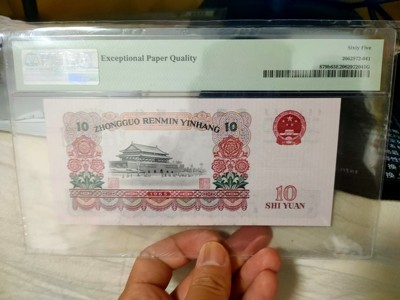 Exceptional Paper Quality
Sixty Five
10 ZHONGGUO RENMIN YINHANG 10
1965
10
SHI YUAN